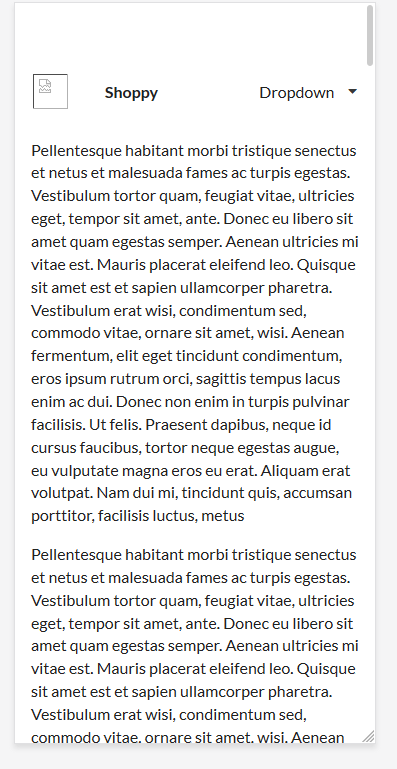 Shoppy Dropdown
Pellentesque habitant morbi tristique senectus
et netus et malesuada fames ac turpis egestas.
Vestibulum tortor quam, feugiat vitae, ultricies
eget, tempor sit amet, ante. Donec eu libero sit
amet quam egestas semper. Aenean ultricies mi
vitae est. Mauris placerat eleifend leo. Quisque
sit amet est et sapien ullamcorper pharetra.
Vestibulum erat wisi, condimentum sed,
commodo vitae, ornare sit amet, wisi. Aenean
fermentum, elit eget tincidunt condimentum,
eros ipsum rutrum orci, sagittis tempus lacus
enim ac dui. Donec non enim in turpis pulvinar
facilisis. Ut felis. Praesent dapibus, neque id
cursus faucibus, tortor neque egestas augue,
eu vulputate magna eros eu erat. Aliquam erat
volutpat. Nam dui mi, tincidunt quis, accumsan
porttitor, facilisis luctus, metus
Pellentesque habitant morbi tristique senectus
et netus et malesuada fames ac turpis egestas.
Vestibulum tortor quam, feugiat vitae, ultricies
eget, tempor sit amet, ante. Donec eu libero sit
amet quam egestas semper. Aenean ultricies mi
vitae est. Mauris placerat eleifend leo. Quisque
sit amet est et sapien ullamcorper pharetra.
Vestibulum erat wisi, condimentum sed,
commodo vitae, ornare sit amet, wisi. Aenean